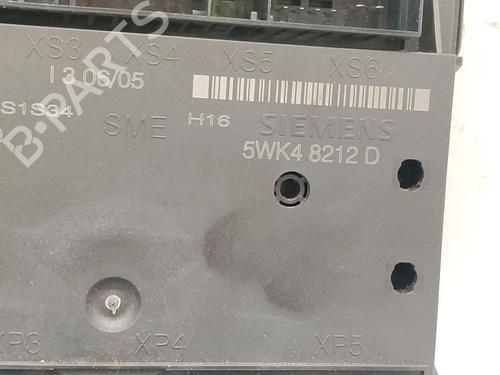 XS3 XS4 XS5 XS6
I 3 06/05
S1S34
SME H16 SIEMENS
5WK4 8212 D
B-PARTS
XP3 XP4 XP5